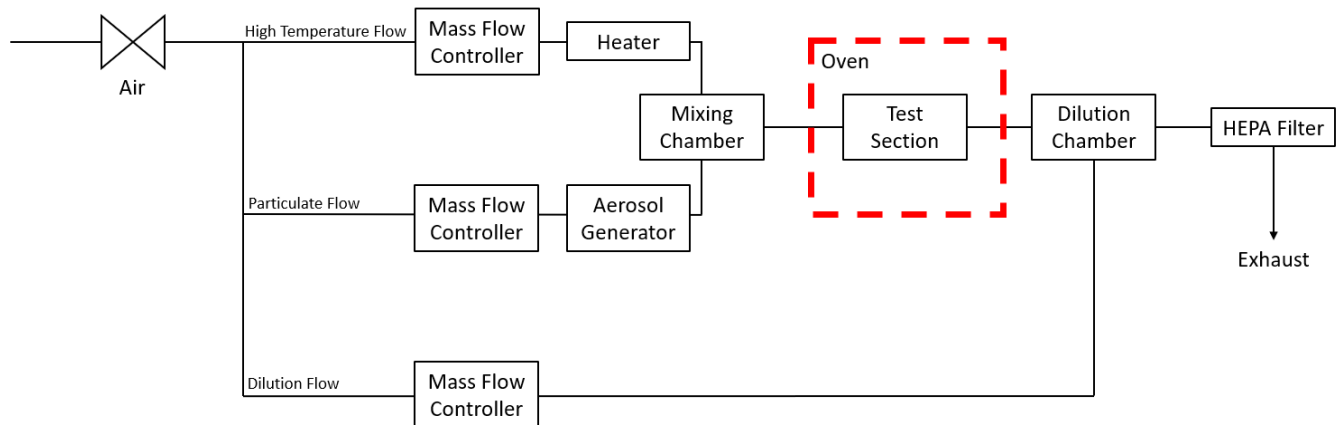 High Temperature Flow
Mass Flow
Controller
Heater
Air
Oven
Mixing
Chamber
Test
Section
Dilution
Chamber
HEPA Filter
Particulate Flow
Mass Flow
Controller
Aerosol
Generator
Exhaust
Dilution Flow
Mass Flow
Controller